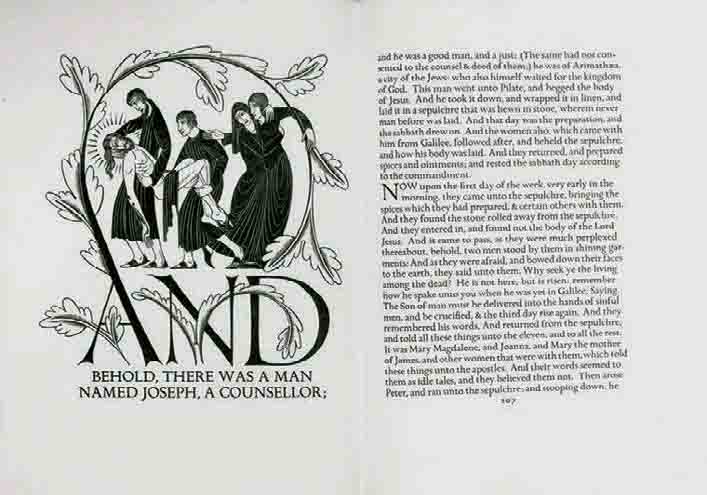 AND
BEHOLD, THERE WAS A MAN
NAMED JOSEPH, A COUNSELLOR;
and he was a good man, and a just: (The same had not con-
sented to the counsel & deed of them;) he was of Arimathæa,
a city of the Jews: who also himself waited for the kingdom
of God. This man went unto Pilate, and begged the body
of Jesus. And he took it down, and wrapped it in linen, and
laid it in a sepulchre that was hewn in stone, wherein never
man before was laid. And that day was the preparation, and
the sabbath drew on. And the women also, which came with
him from Galilee, followed after, and beheld the sepulchre,
and how his body was laid. And they returned, and prepared
spices and ointments; and rested the sabbath day according
to the commandment.
NOW upon the first day of the week, very early in the
morning, they came unto the sepulchre, bringing the
spices which they had prepared, & certain others with them.
And they found the stone rolled away from the sepulchre.
And they entered in, and found not the body of the Lord
Jesus. And it came to pass, as they were much perplexed
thereabout, behold, two men stood by them in shining gar-
ments: And as they were afraid, and bowed down their faces
to the earth, they said unto them, Why seek ye the living
among the dead? He is not here, but is risen: remember
how he spake unto you when he was yet in Galilee, Saying,
The Son of man must be delivered into the hands of sinful
men, and be crucified, & the third day rise again. And they
remembered his words, And returned from the sepulchre,
and told all these things unto the eleven, and to all the rest.
It was Mary Magdalene, and Joanna, and Mary the mother
of James, and other women that were with them, which told
these things unto the apostles. And their words seemed to
them as idle tales, and they believed them not. Then arose
Peter, and ran unto the sepulchre; and stooping down, he
207